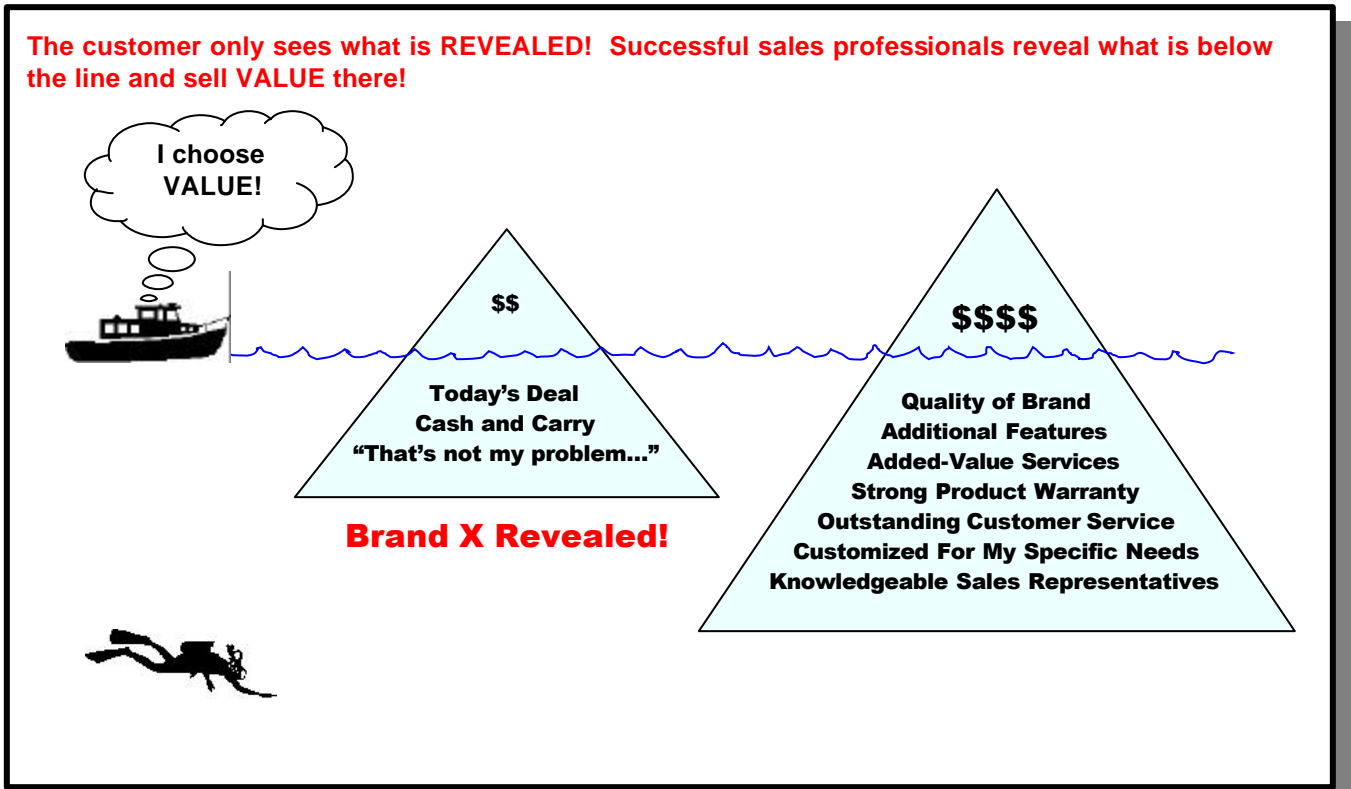 The customer only sees what is REVEALED!  Successful sales professionals reveal what is below
the line and sell VALUE there!
I choose
VALUE!
$$
$$$$
Today’s Deal
Cash and Carry
“That’s not my problem…”
Brand X Revealed!
Quality of Brand
Additional Features
Added-Value Services
Strong Product Warranty
Outstanding Customer Service
Customized For My Specific Needs
Knowledgeable Sales Representatives